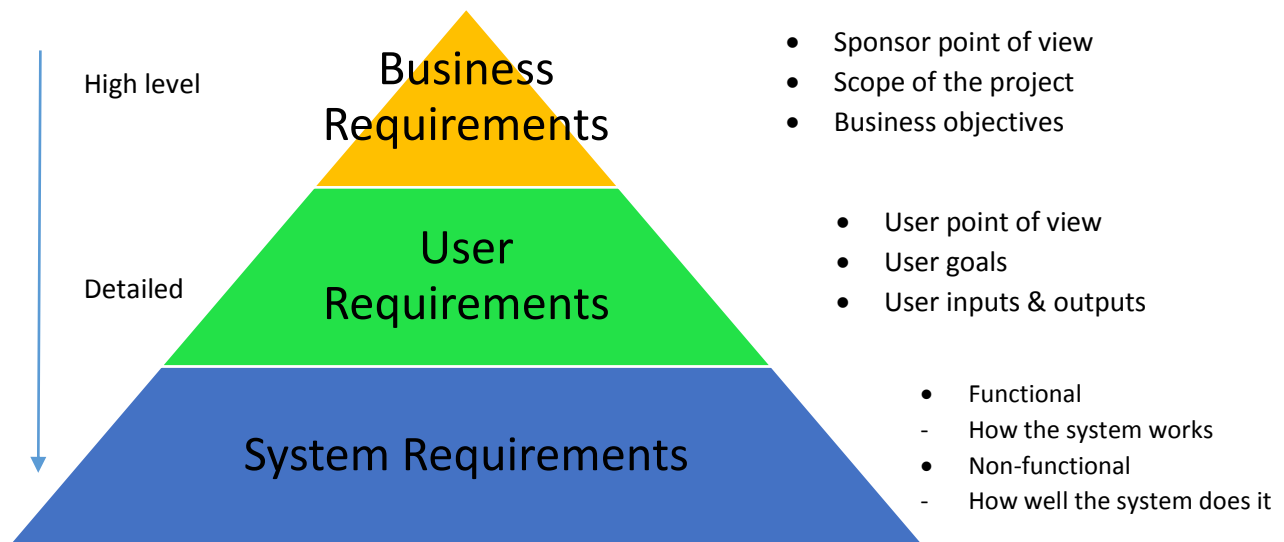 High level
Detailed
Business
Requirements
User
Requirements
System Requirements
• Sponsor point of view
• Scope of the project
• Business objectives
• User point of view
• User goals
• User inputs & outputs
• Functional
- How the system works
• Non-functional
- How well the system does it